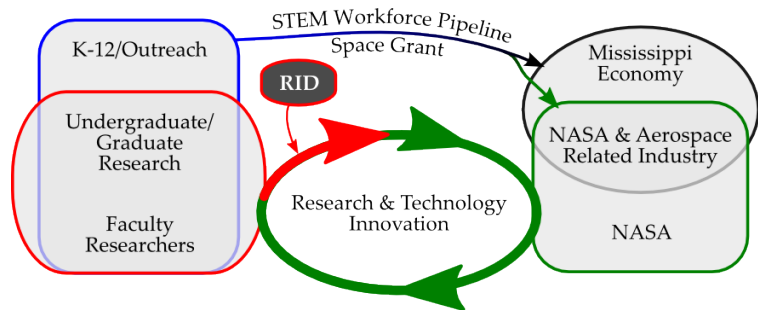 STEM Workforce Pipeline
Space Grant
K-12/Outreach
RID
Mississippi
Economy
Undergraduate/
Graduate
Research
NASA & Aerospace
Related Industry
Research & Technology
Innovation
Faculty
Researchers
NASA